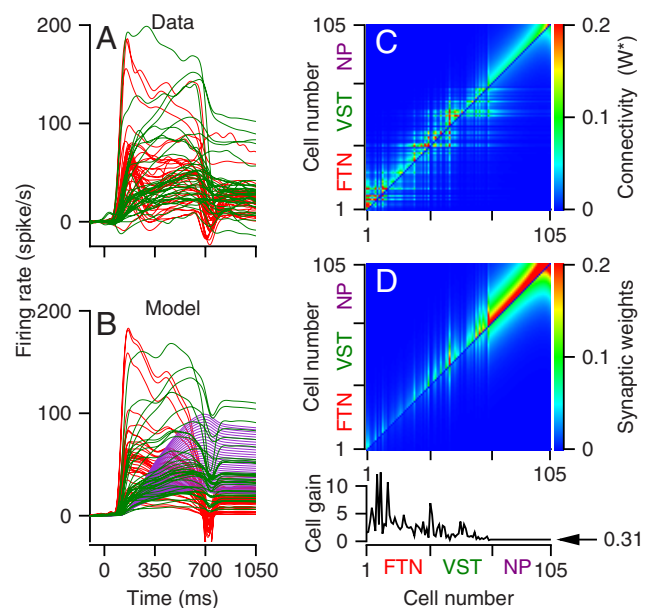 A
Data
200
100
0
B
Model
200
100
0
Firing rate (spike/s)
0 350 700 1050
Time (ms)
C
105
1
FTN VST NP
Cell number
1 105
0.2
0.1
0
Connectivity (W*)
D
105
1
FTN VST NP
Cell number
1 105
0.2
0.1
0
Synaptic weights
10
5
0
Cell gain
0.31
1 FTN VST NP 105
Cell number